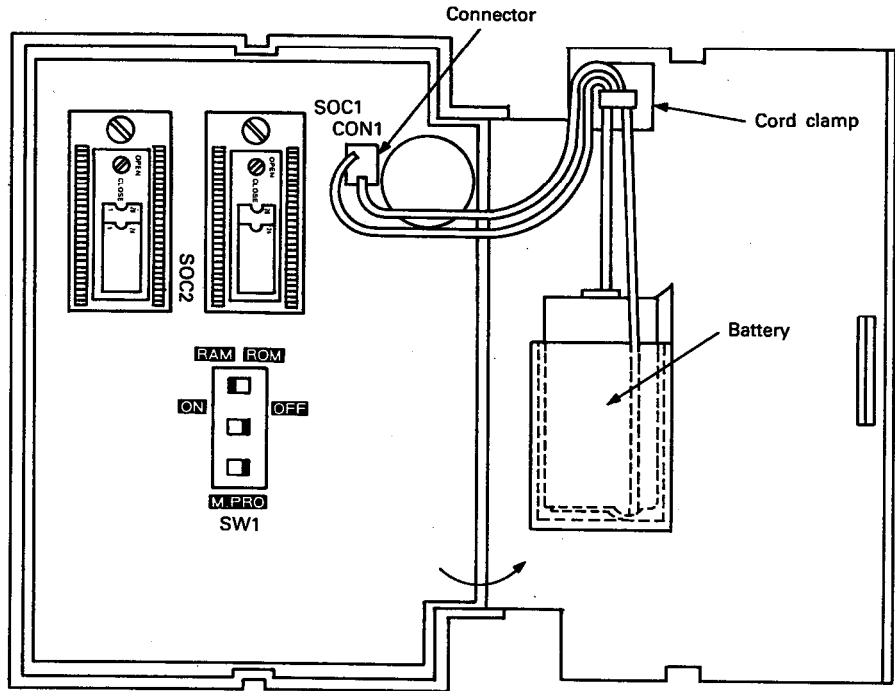 Connector
SOC1
CON1
Cord clamp
OPEN
CLOSE
OPEN
CLOSE
SOC2
Battery
RAM ROM
ON OFF
M.PRO
SW1